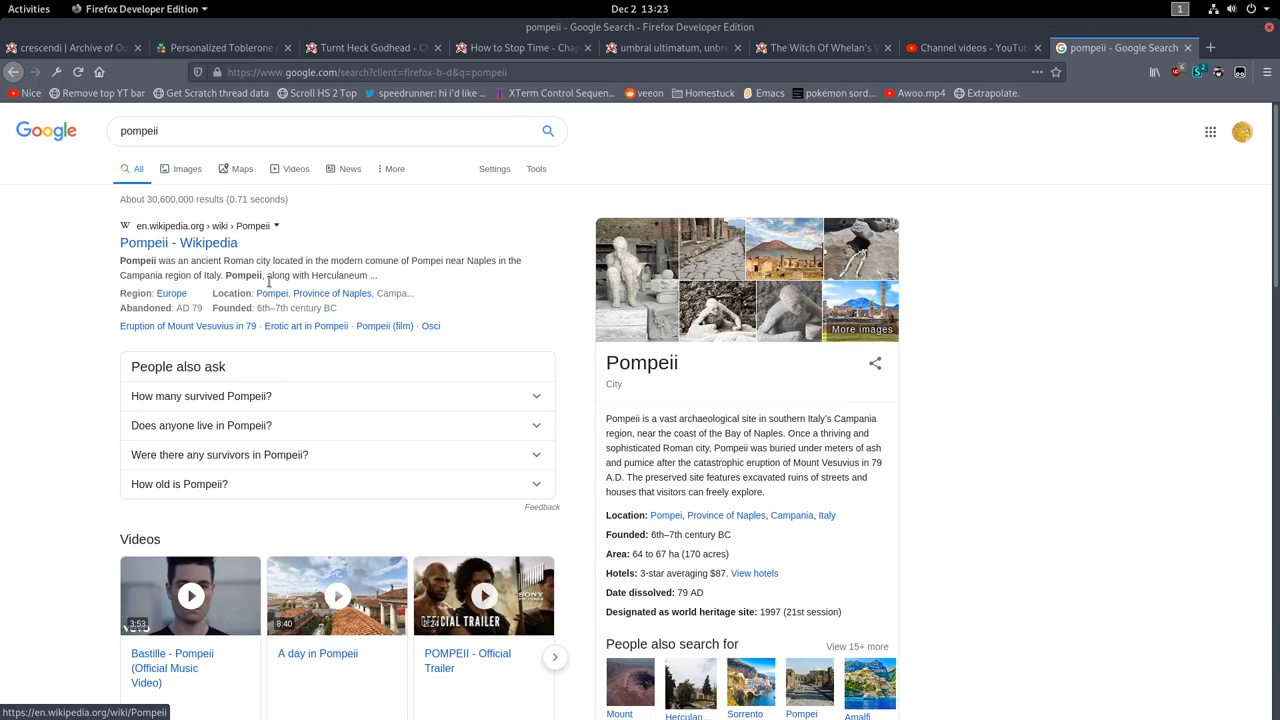 Activities
Firefox Developer Edition
Dec 2 13:23
1
pompeii - Google Search - Firefox Developer Edition
crescendi | Archive of Ou
Personalized Toblerone
Turnt Heck Godhead - C
How to Stop Time - Chap
umbral ultimatum, unbre
The Witch Of Whelan's W
Channel videos - YouTu
pompeii - Google Search
https://www.google.com/search?client=firefox-b-d&q=pompeii
6
2
Nice
Remove top YT bar
Get Scratch thread data
Scroll HS2 Top
speedrunner: hi i'd like …
XTerm Control Sequen…
veeon
Homestuck
Emacs
pokémon sord…
Awoo.mp4
Extrapolate.
Google
pompeii
All
Images
Maps
Videos
News
More
Settings
Tools
About 30,600,000 results (0.71 seconds)
W
en.wikipedia.org › wiki › Pompeii
Pompeii - Wikipedia
Pompeii was an ancient Roman city located in the modern comune of Pompei near Naples in the
Campania region of Italy. Pompeii, along with Herculaneum ...
Region: Europe
Location: Pompei, Province of Naples, Campa...
Abandoned: AD 79
Founded: 6th–7th century BC
Eruption of Mount Vesuvius in 79 · Erotic art in Pompeii · Pompeii (film) · Osci
People also ask
How many survived Pompeii?
Does anyone live in Pompeii?
Were there any survivors in Pompeii?
How old is Pompeii?
Feedback
Videos
3:53
8:40
2:24
OFFICIAL TRAILER
SONY
Bastille - Pompeii
(Official Music
Video)
A day in Pompeii
POMPEII - Official
Trailer
More images
Pompeii
City
Pompeii is a vast archaeological site in southern Italy's Campania
region, near the coast of the Bay of Naples. Once a thriving and
sophisticated Roman city, Pompeii was buried under meters of ash
and pumice after the catastrophic eruption of Mount Vesuvius in 79
A.D. The preserved site features excavated ruins of streets and
houses that visitors can freely explore.
Location: Pompei, Province of Naples, Campania, Italy
Founded: 6th–7th century BC
Area: 64 to 67 ha (170 acres)
Hotels: 3-star averaging $87. View hotels
Date dissolved: 79 AD
Designated as world heritage site: 1997 (21st session)
People also search for
View 15+ more
Mount
Herculan...
Sorrento
Pompei
Amalfi
https://en.wikipedia.org/wiki/Pompeii